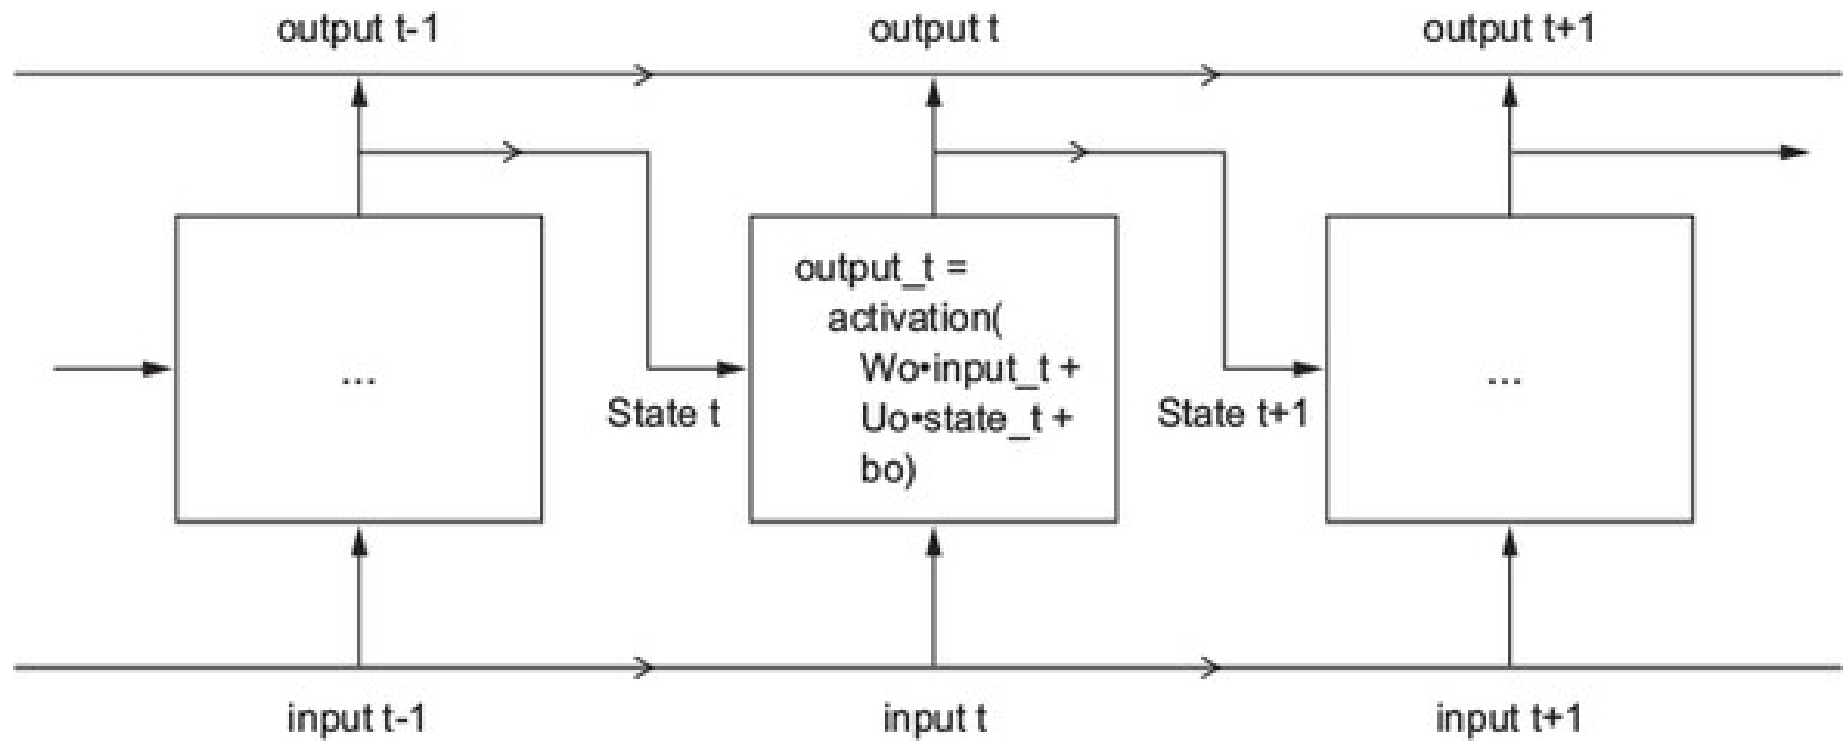 output t-1
output t
output t+1
output_t =
activation(
Wo•input_t +
Uo•state_t +
bo)
...
...
State t
State t+1
input t-1
input t
input t+1